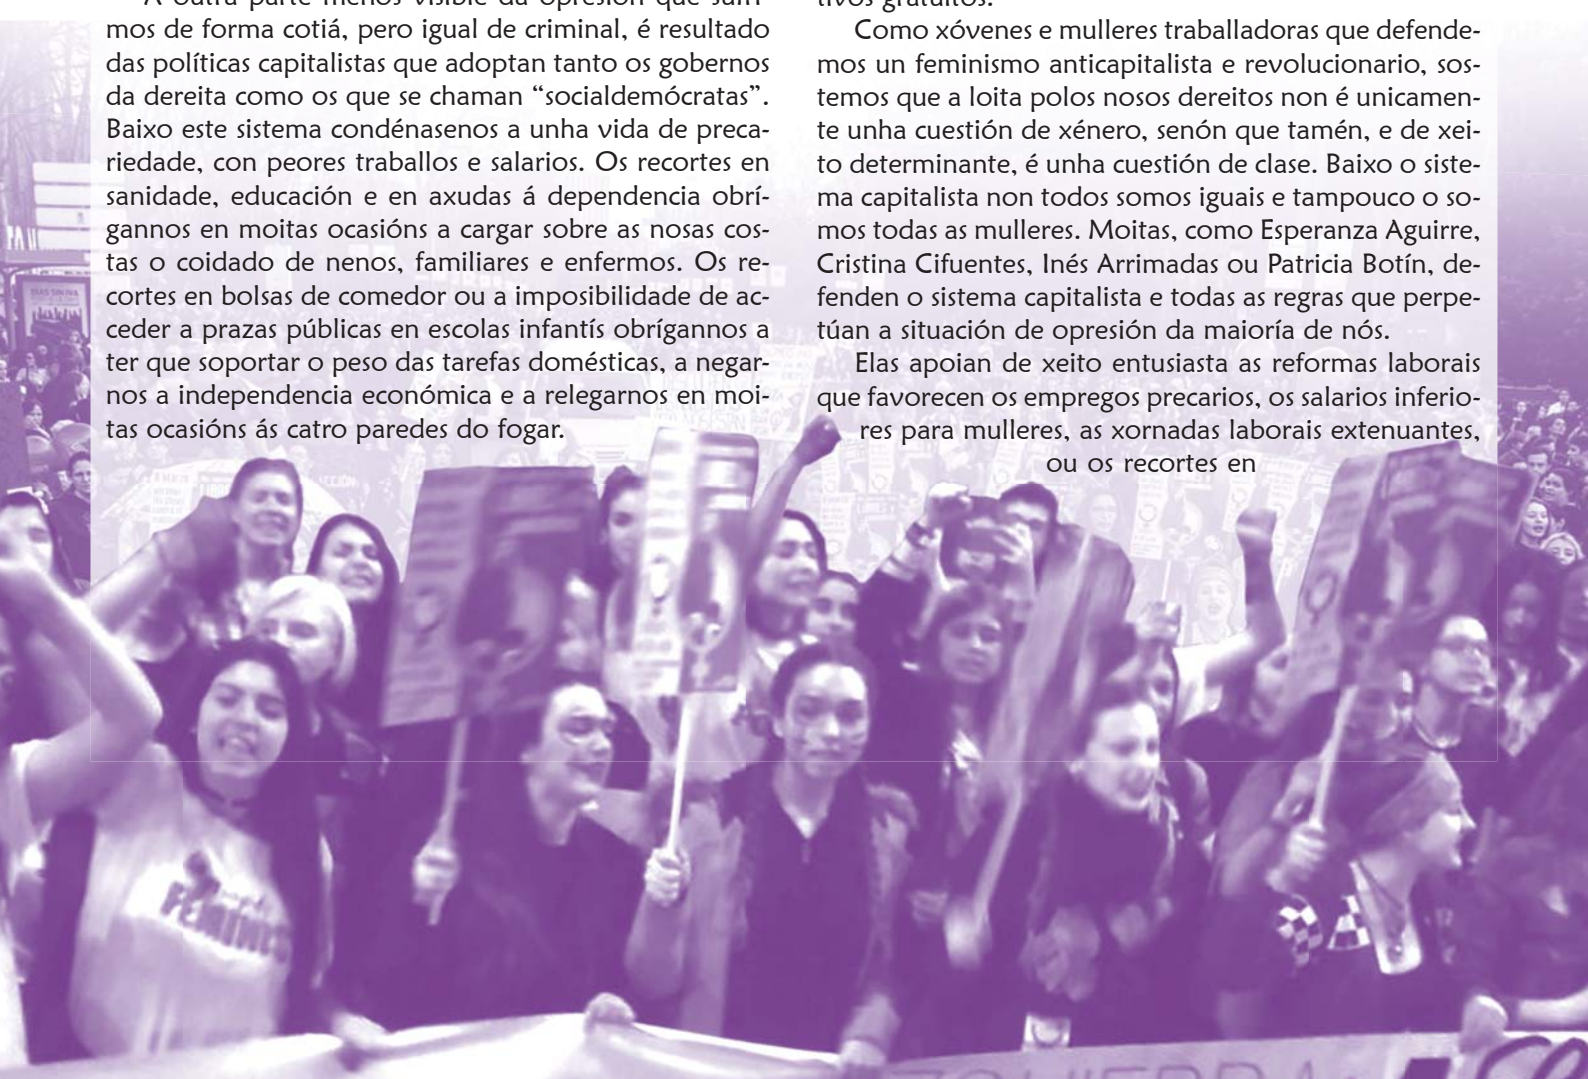 A outra parte menos visible da opresión que sufri-
mos de forma cotiá, pero igual de criminal, é resultado
das políticas capitalistas que adoptan tanto os gobernos
da dereita como os que se chaman “socialdemócratas”.
Baixo este sistema condénasenos a unha vida de preca-
riedade, con peores traballos e salarios. Os recortes en
sanidade, educación e en axudas á dependencia obrí-
gannos en moitas ocasións a cargar sobre as nosas cos-
tas o coidado de nenos, familiares e enfermos. Os re-
cortes en bolsas de comedor ou a imposibilidade de ac-
ceder a prazas públicas en escolas infantís obrígannos a
ter que soportar o peso das tarefas domésticas, a negar-
nos a independencia económica e a relegarnos en moi-
tas ocasións ás catro paredes do fogar.
tivos gratuítos.
Como xóvenes e mulleres traballadoras que defende-
mos un feminismo anticapitalista e revolucionario, sos-
temos que a loita polos nosos dereitos non é unicamen-
te unha cuestión de xénero, senón que tamén, e de xei-
to determinante, é unha cuestión de clase. Baixo o siste-
ma capitalista non todos somos iguais e tampouco o so-
mos todas as mulleres. Moitas, como Esperanza Aguirre,
Cristina Cifuentes, Inés Arrimadas ou Patricia Botín, de-
fenden o sistema capitalista e todas as regras que perpe-
túan a situación de opresión da maioría de nós.
Elas apoian de xeito entusiasta as reformas laborais
que favorecen os empregos precarios, os salarios inferio-
res para mulleres, as xornadas laborais extenuantes,
ou os recortes en